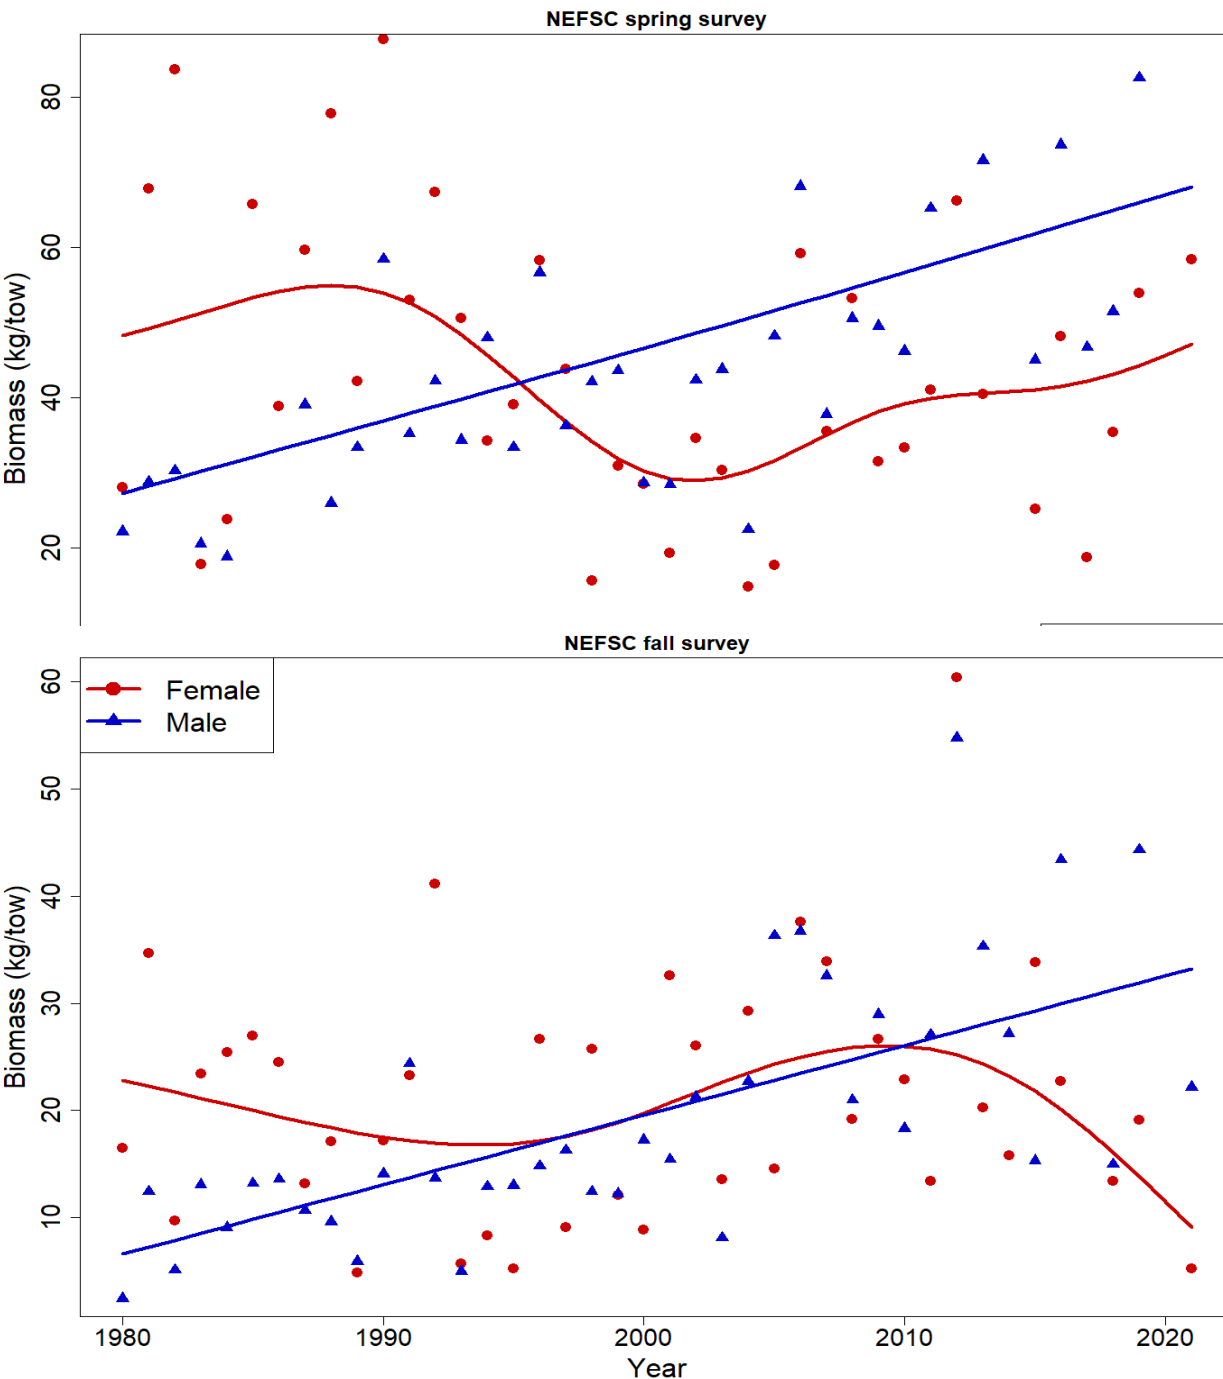 NEFSC spring survey
80
60
40
20
Biomass (kg/tow)
NEFSC fall survey
Female
Male
60
50
40
30
20
10
Biomass (kg/tow)
1980 1990 2000 2010 2020
Year